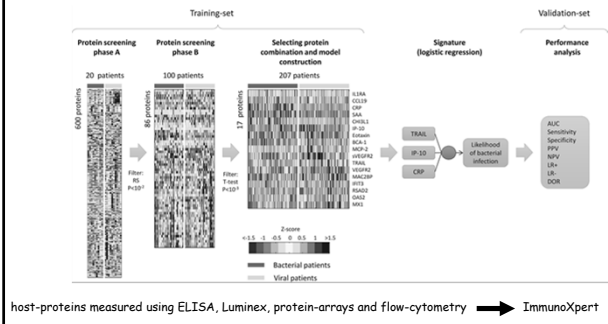 Training-set
Validation-set
Protein screening
phase A
Protein screening
phase B
Selecting protein
combination and model
construction
Signature
(logistic regression)
Performance
analysis
20 patients
100 patients
207 patients
600 proteins
86 proteins
17 proteins
Filter:
RS
Filter:
T-test
IL1RA
CCL19
CRP
SAA
CHI3L1
IP-10
Eotaxin
BCA-1
MCP-2
sVEGFR2
TRAIL
VEGFR2
MAC2BP
IFIT3
RSAD2
OAS2
MX1
TRAIL
IP-10
CRP
Likelihood
of bacterial
infection
AUC
Sensitivity
Specificity
PPV
NPV
LR+
LR-
DOR
Z-score
<-1.5 -1 -0.5 0 0.5 1 >1.5
Bacterial patients
Viral patients
host-proteins measured using ELISA, Luminex, protein-arrays and flow-cytometry ImmunoXpert